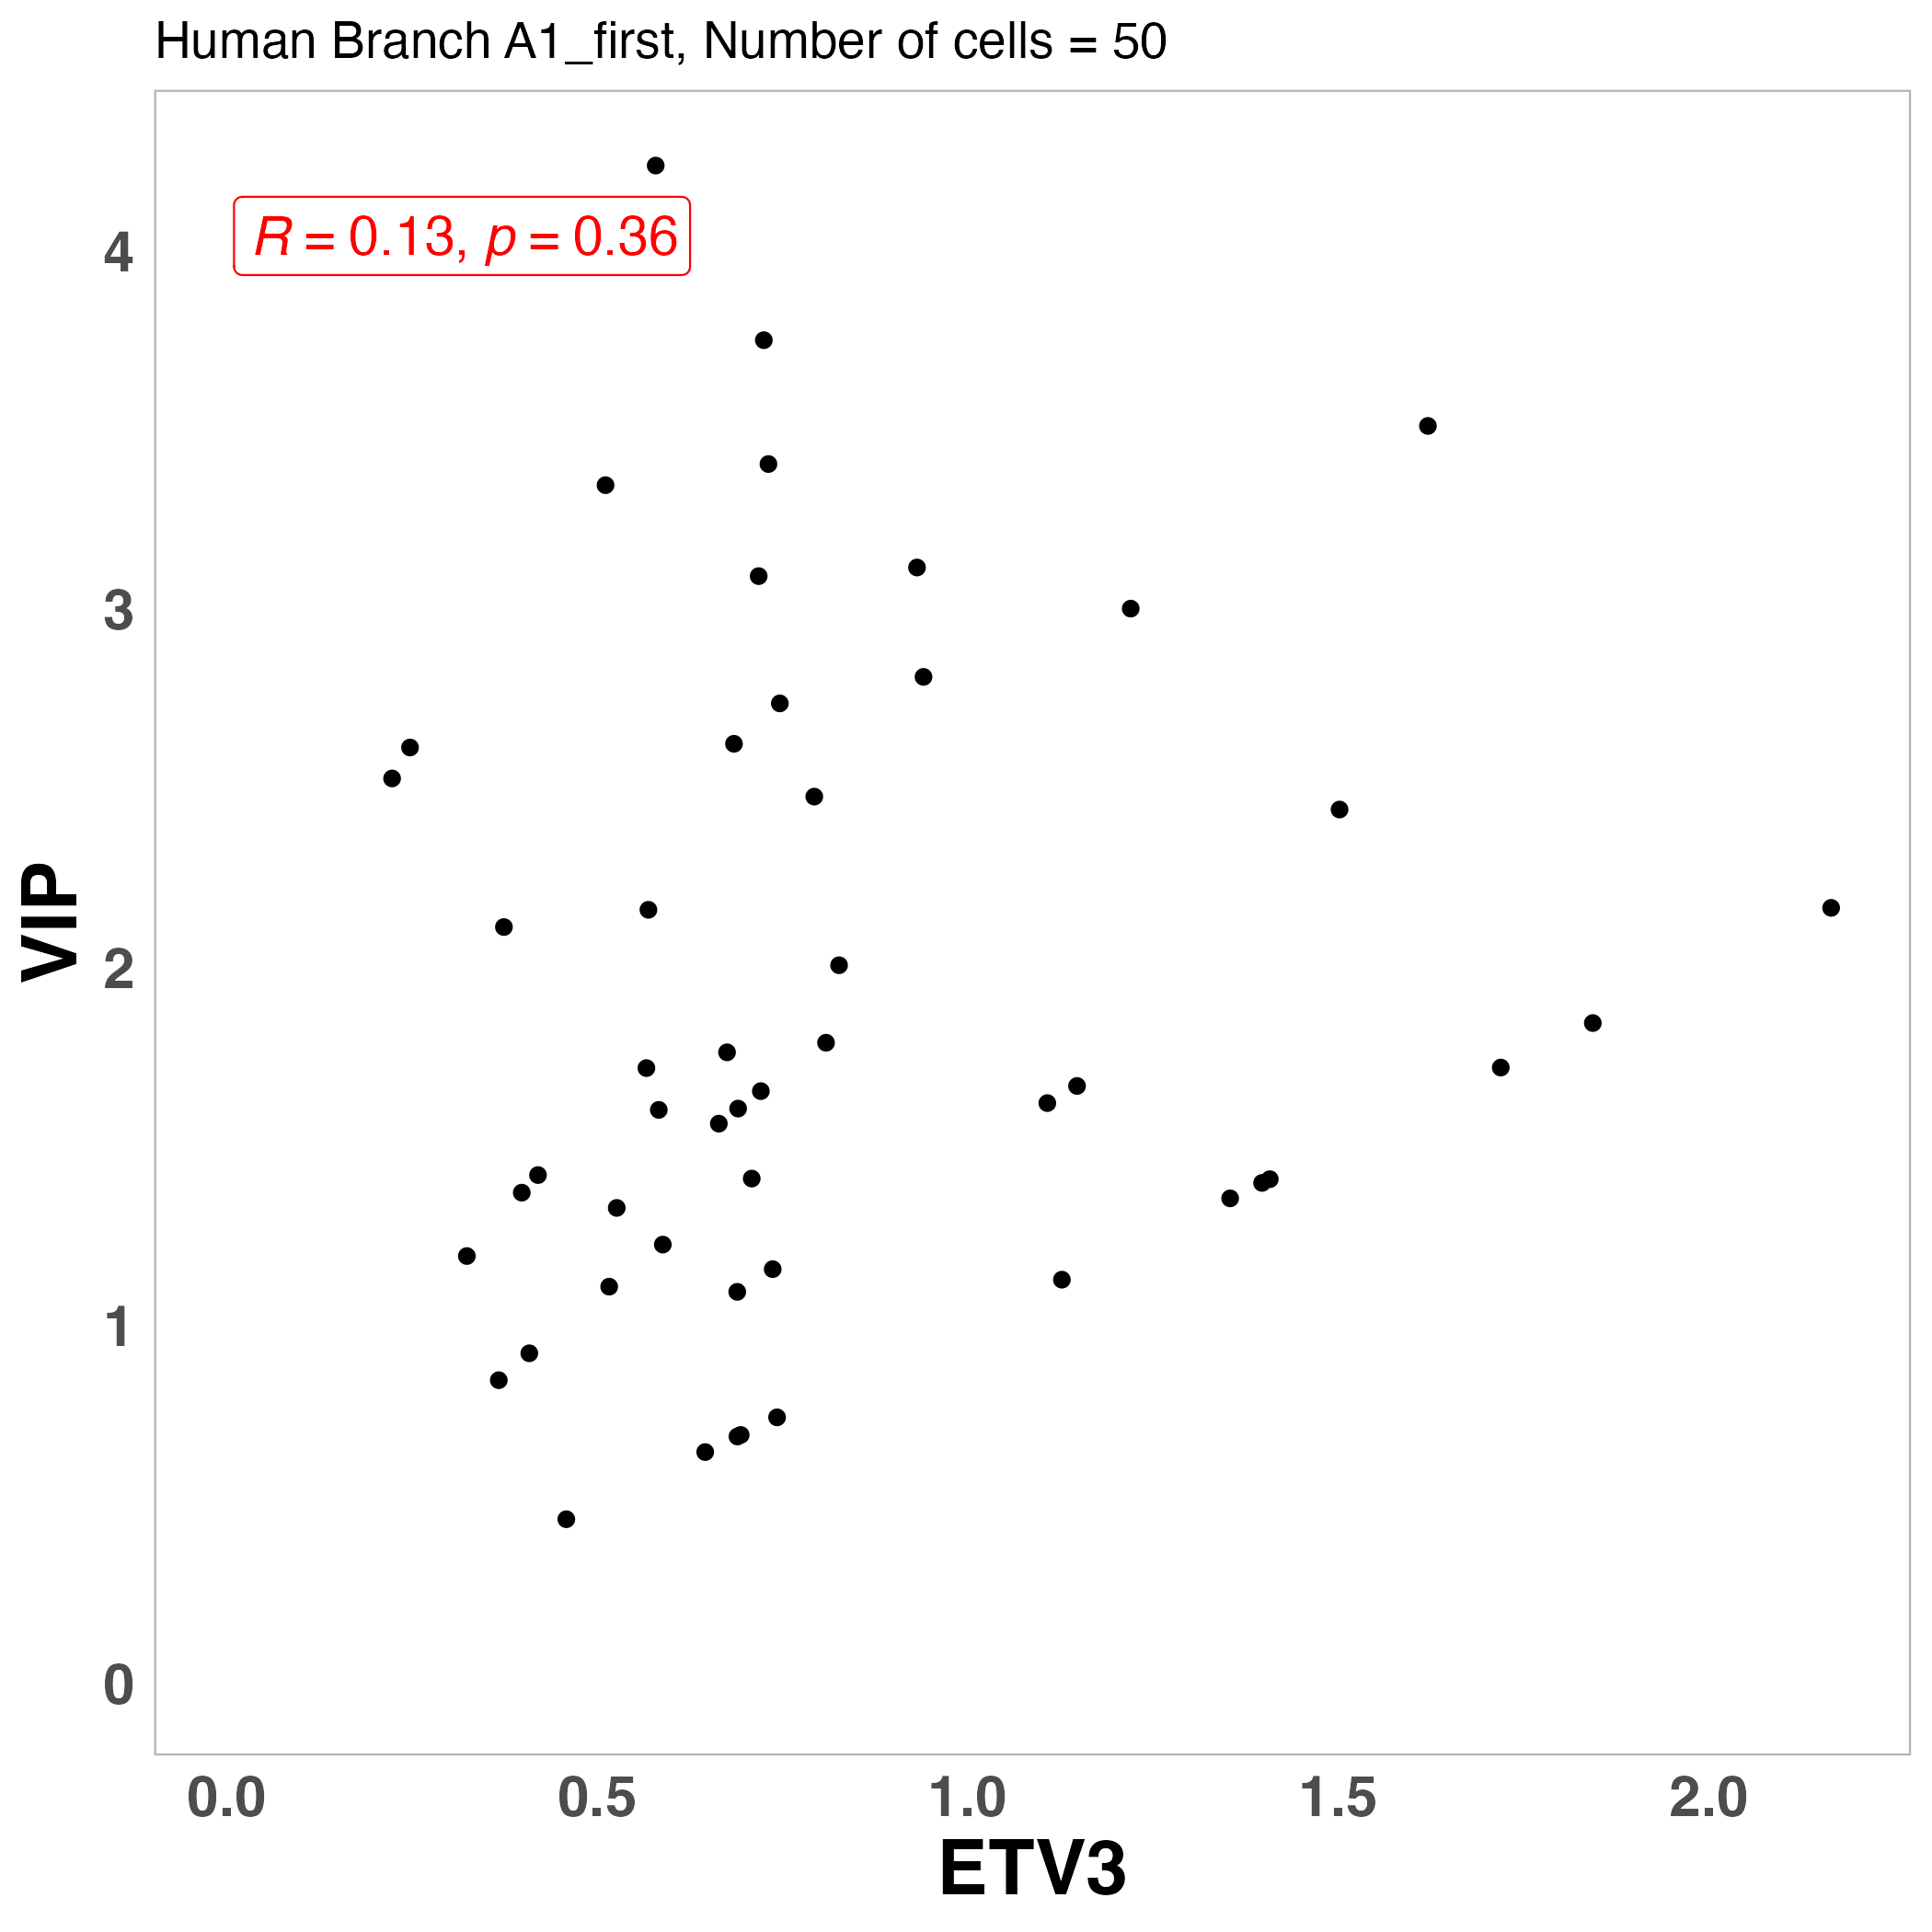 Human Branch A1_first, Number of cells = 50
R = 0.13, p = 0.36
4
3
2
1
0
VIP
0.0 0.5 1.0 1.5 2.0
ETV3